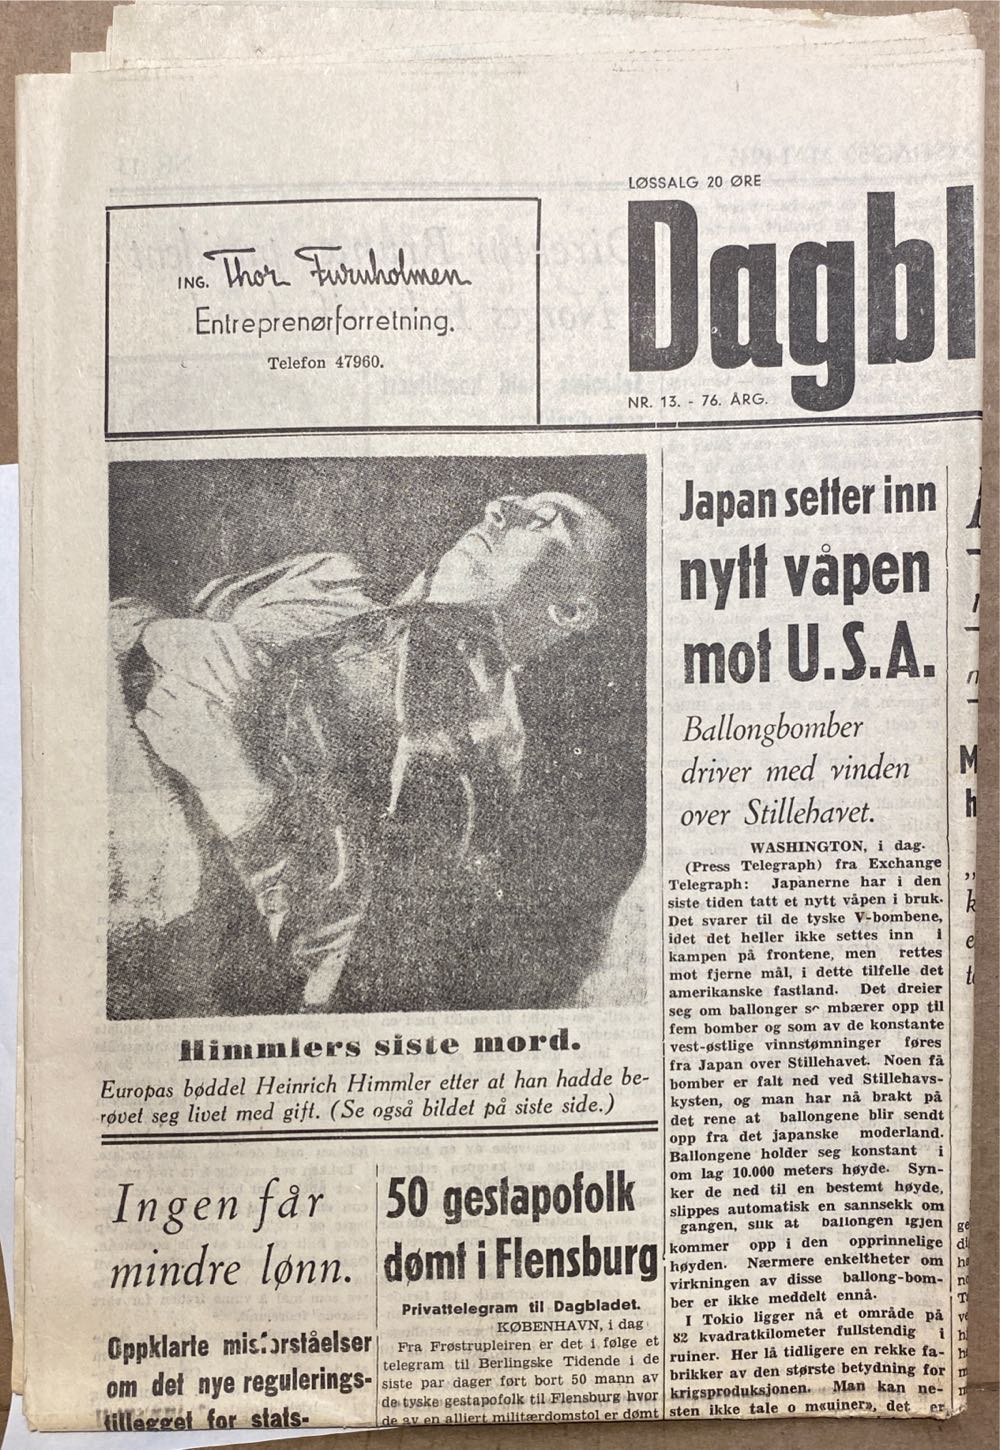 LØSSALG 20 ØRE
ING. Thor Furuholmen
Entreprenørforretning.
Telefon 47960.
Dagbl
NR. 13. - 76. ÅRG.
Himmlers siste mord.
Europas bøddel Heinrich Himmler etter at han hadde be-
røvet seg livet med gift. (Se også bildet på siste side.)
Ingen får
mindre lønn.
Oppklarte misforståelser
om det nye regulerings-
tillegget for stats-
50 gestapofolk
dømt i Flensburg
Privattelegram til Dagbladet.
KØBENHAVN, i dag
Fra Frøstrupleiren er det i følge et
telegram til Berlingske Tidende i de
siste par dager ført bort 50 mann av
de tyske gestapofolk til Flensburg hvor
de av en alliert militærdomstol er dømt
Japan setter inn
nytt våpen
mot U.S.A.
Ballongbomber
driver med vinden
over Stillehavet.
WASHINGTON, i dag.
(Press Telegraph) fra Exchange
Telegraph: Japanerne har i den
siste tiden tatt et nytt våpen i bruk.
Det svarer til de tyske V-bombene,
idet det heller ikke settes inn i
kampen på frontene, men rettes
mot fjerne mål, i dette tilfelle det
amerikanske fastland. Det dreier
seg om ballonger so mbærer opp til
fem bomber og som av de konstante
vest-østlige vinnstømninger føres
fra Japan over Stillehavet. Noen få
bomber er falt ned ved Stillehavs-
kysten, og man har nå brakt på
det rene at ballongene blir sendt
opp fra det japanske moderland.
Ballongene holder seg konstant i
om lag 10.000 meters høyde. Syn-
ker de ned til en bestemt høyde,
slippes automatisk en sannsekk om
gangen, slik at ballongen igjen
kommer opp i den opprinnelige
høyden. Nærmere enkeltheter om
virkningen av disse ballong-bom-
ber er ikke meddelt ennå.
I Tokio ligger nå et område på
82 kvadratkilometer fullstendig i
ruiner. Her lå tidligere en rekke fa-
brikker av den største betydning for
krigsproduksjonen. Man kan ne-
sten ikke tale o m«ruiner», det er